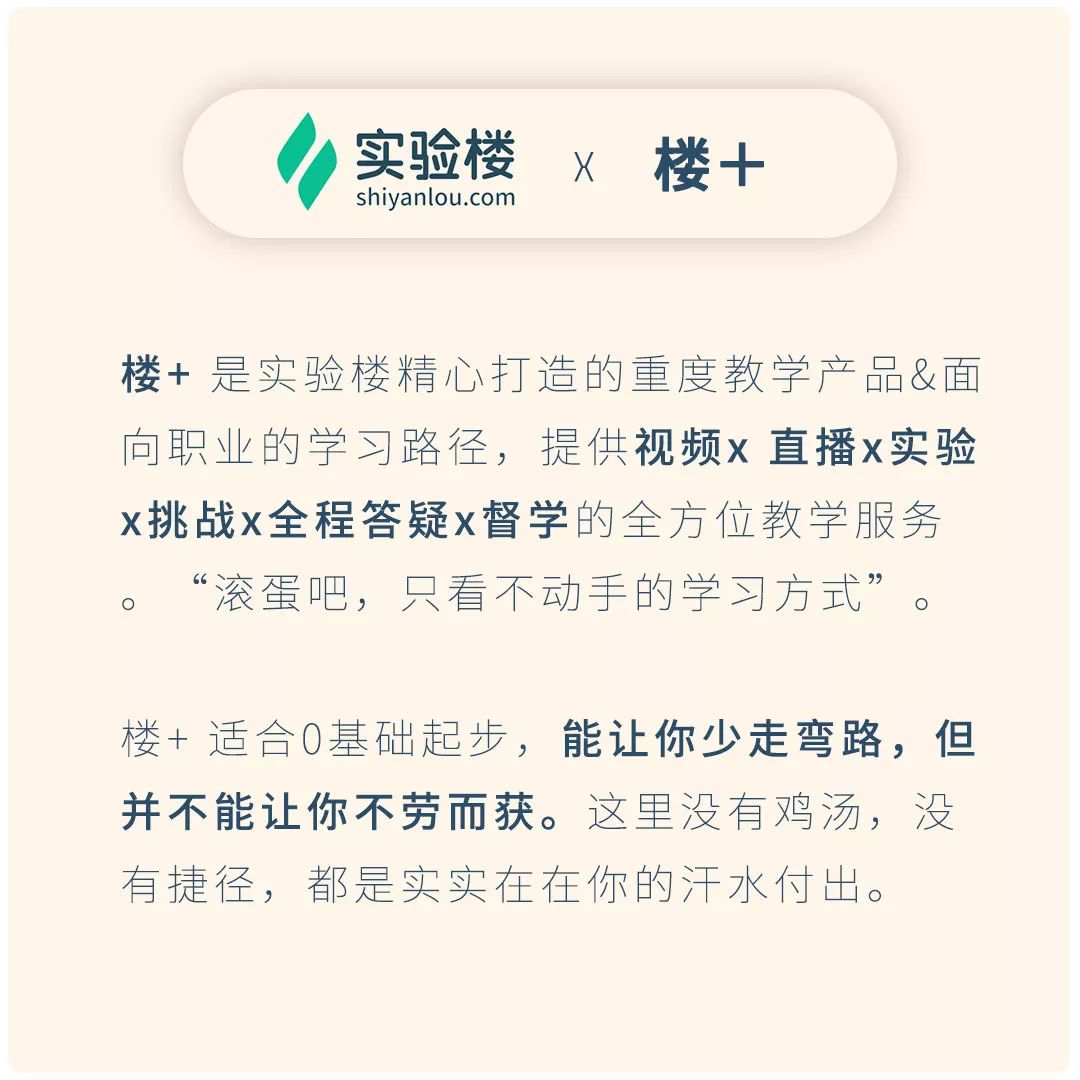 实验楼
shiyanlou.com
x
楼+
楼+ 是实验楼精心打造的重度教学产品&面
向职业的学习路径，提供视频x 直播x实验
x挑战x全程答疑x督学的全方位教学服务
。“滚蛋吧，只看不动手的学习方式”。
楼+ 适合0基础起步，能让你少走弯路，但
并不能让你不劳而获。这里没有鸡汤，没
有捷径，都是实实在在你的汗水付出。